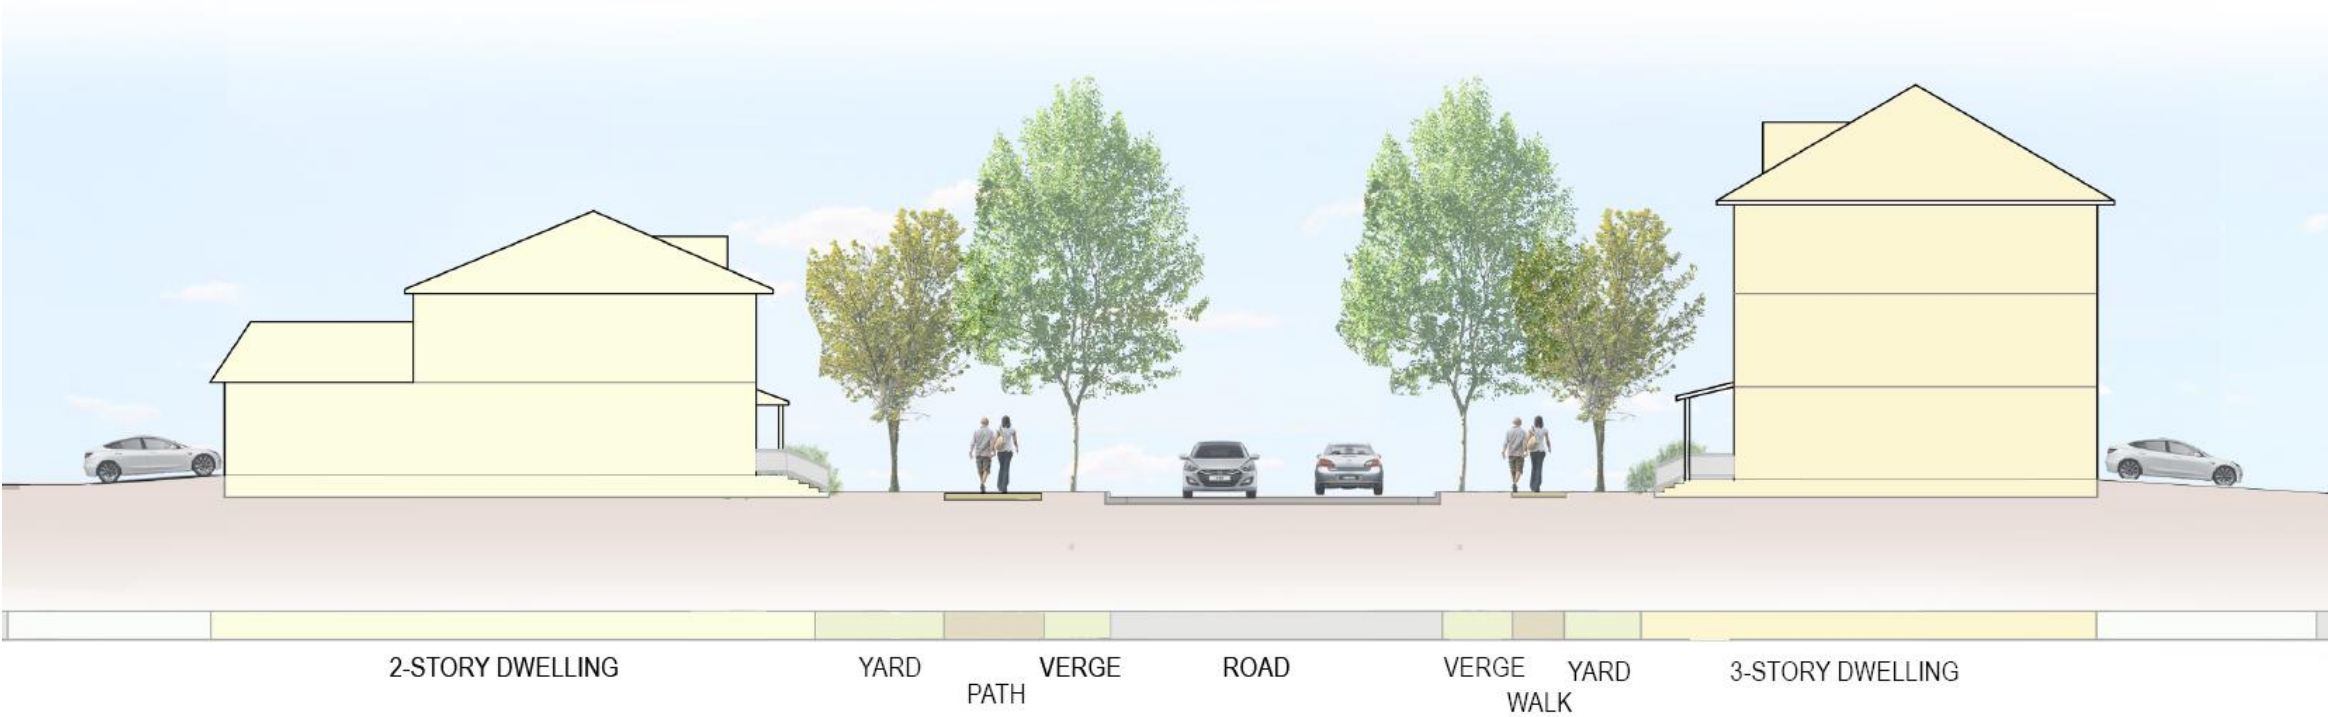 2-STORY DWELLING
YARD
PATH
VERGE
ROAD
VERGE
WALK
YARD
3-STORY DWELLING